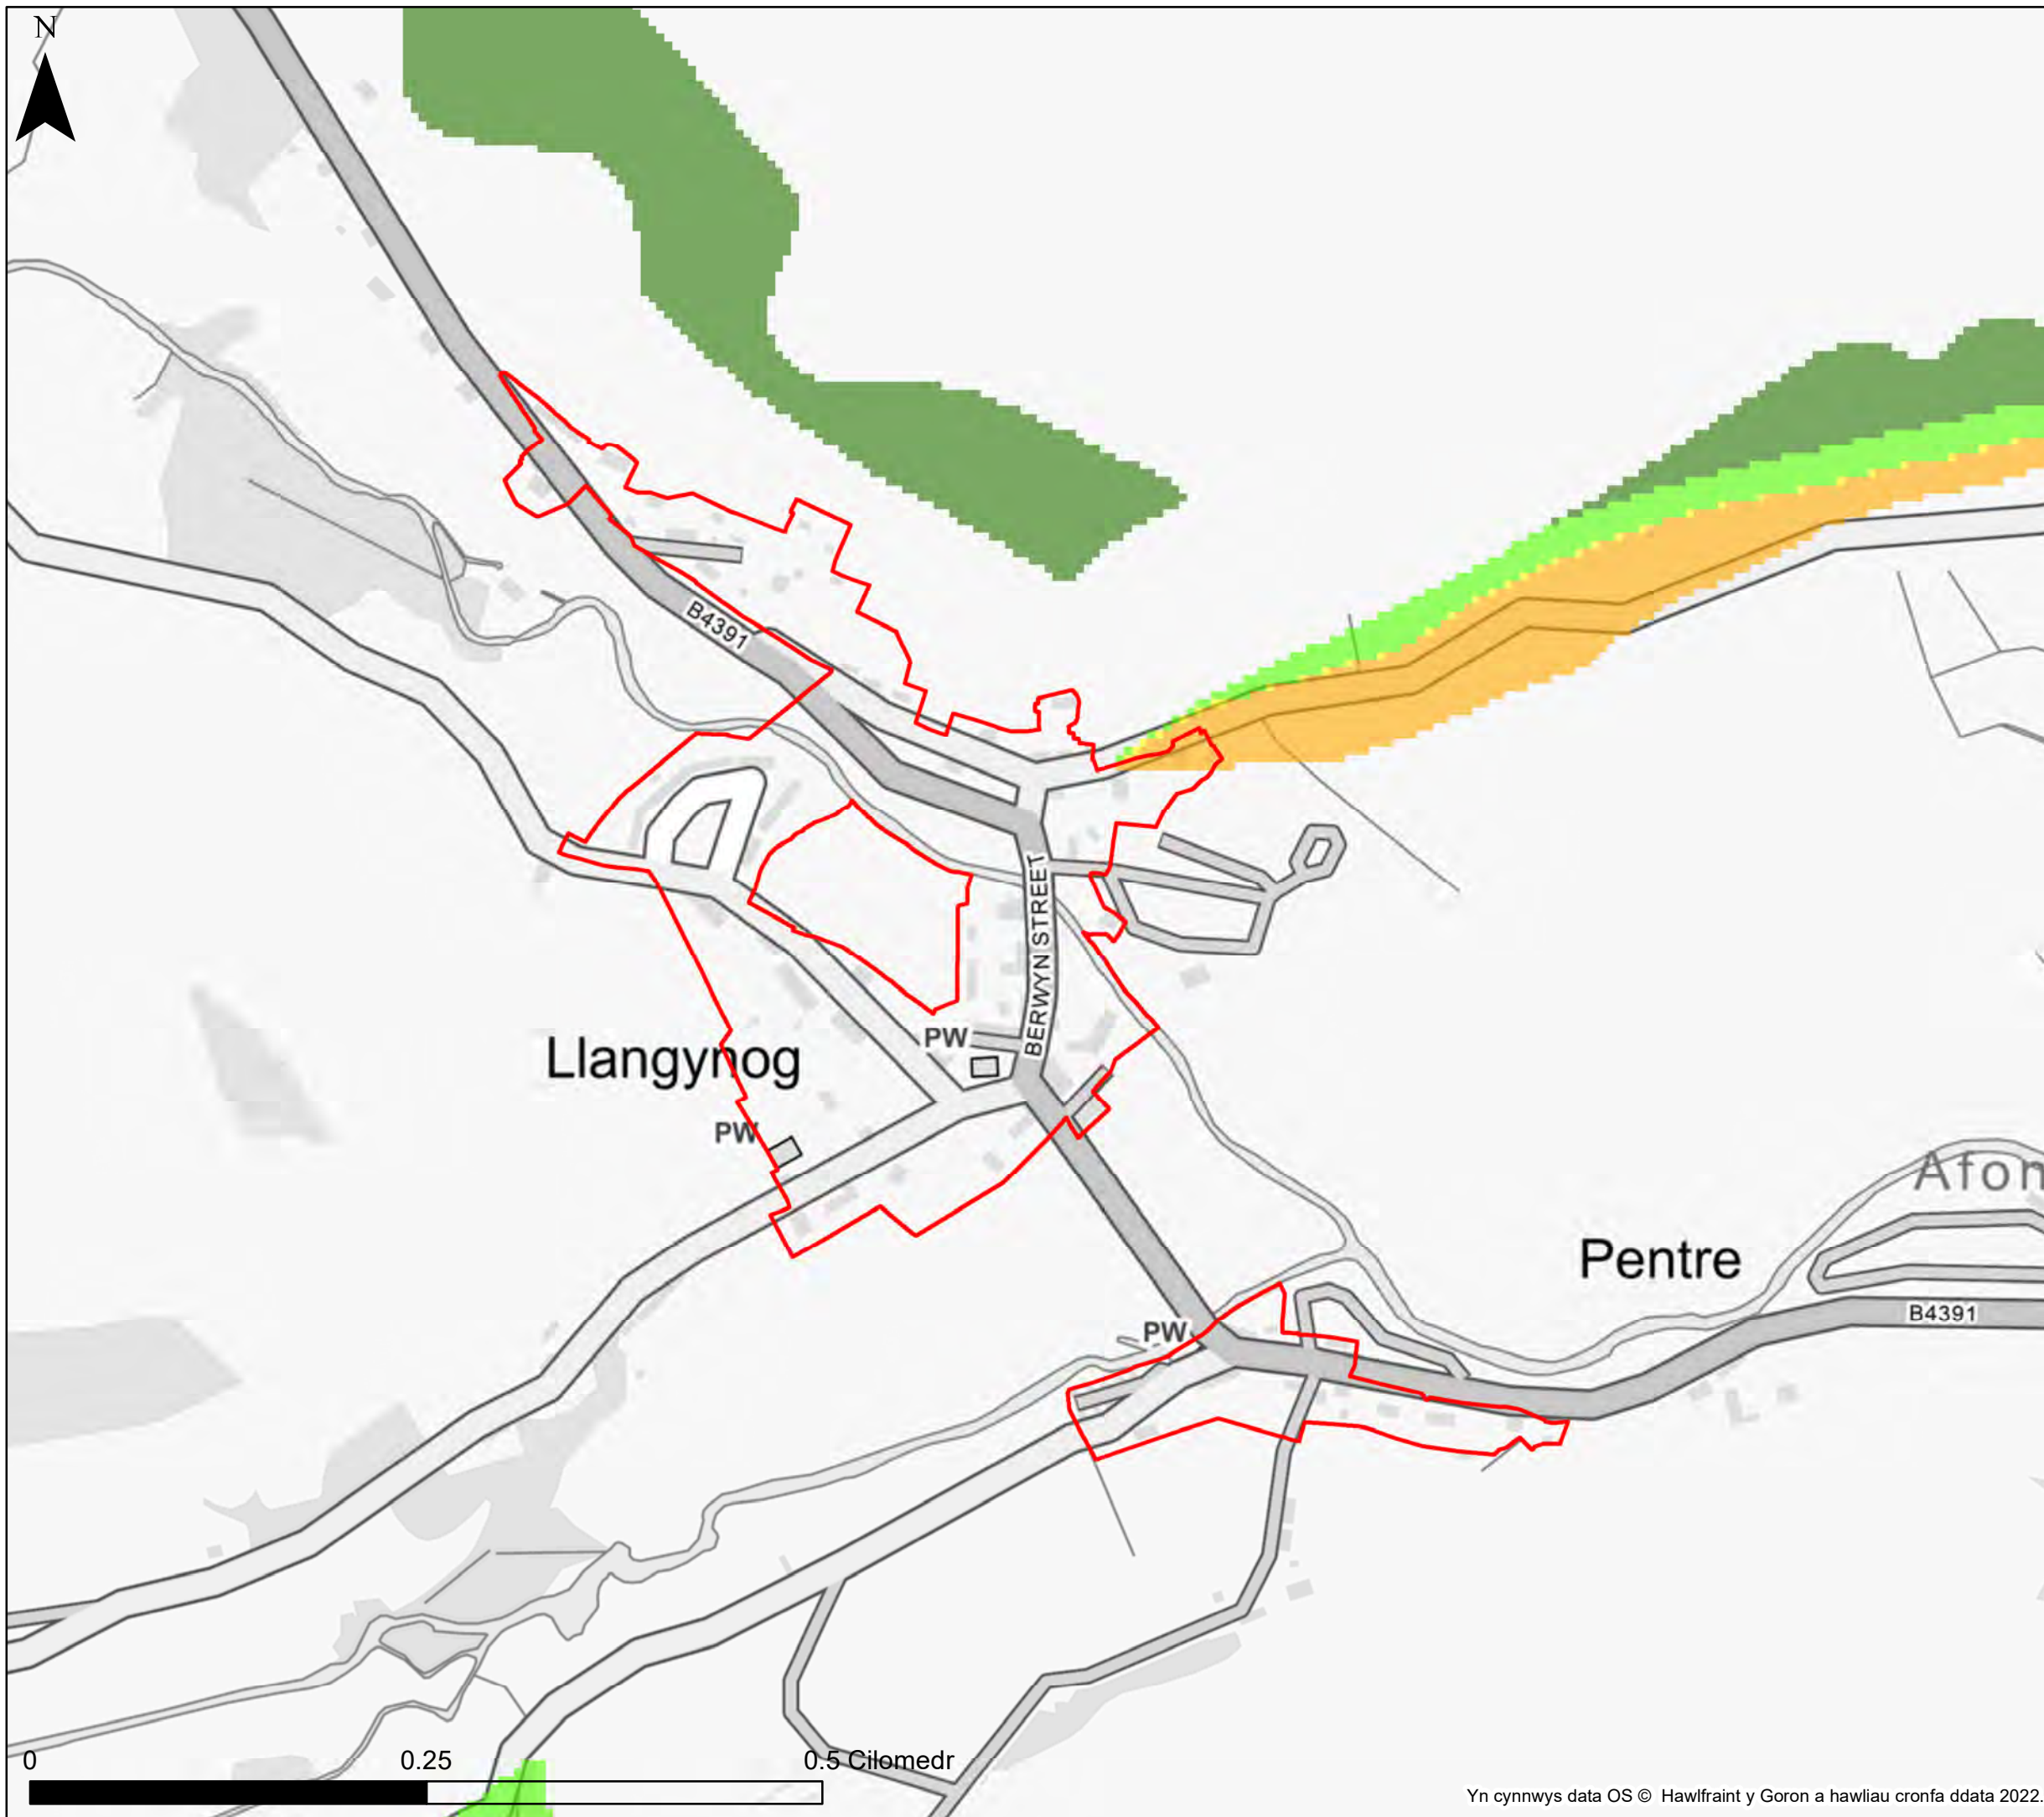 N
B4391
BERWYN STREET
PW
Llangynog
PW
Afon
Pentre
B4391
PW
0
0.25
0.5 Cilomedr
Yn cynnwys data OS © Hawlfraint y Goron a hawliau cronfa ddata 2022.